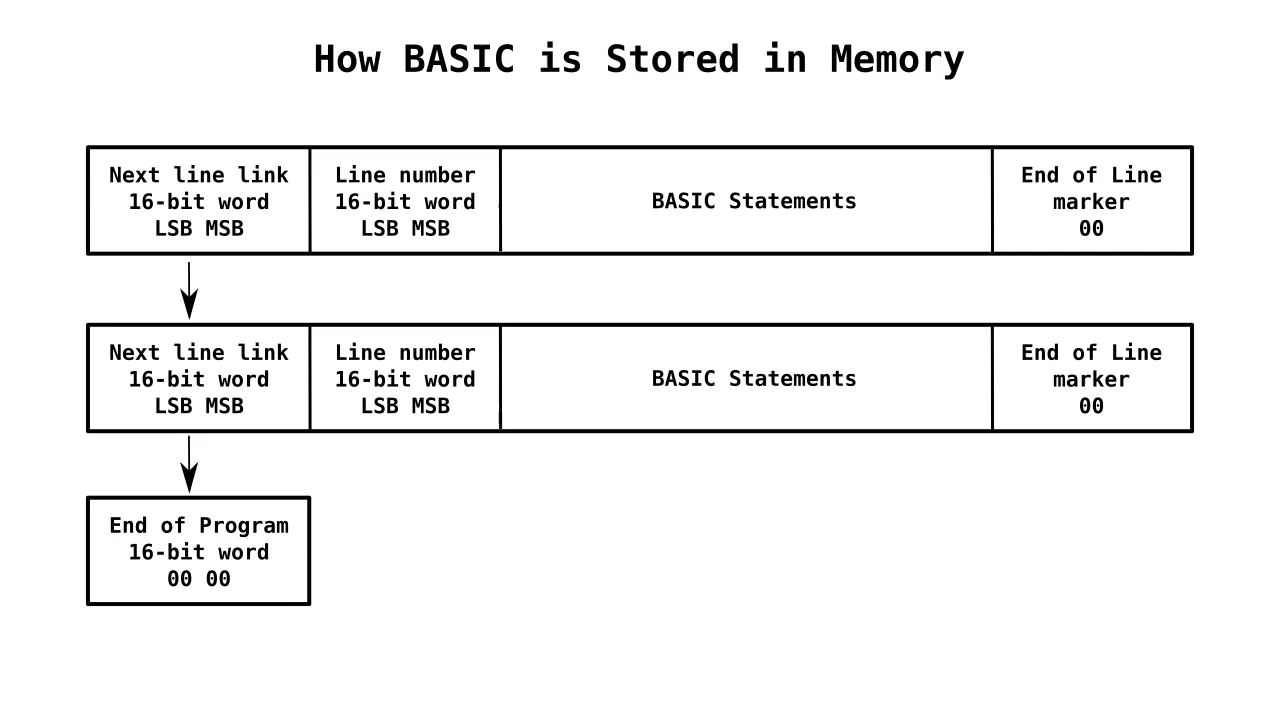 How BASIC is Stored in Memory
Next line link
16-bit word
LSB MSB
Line number
16-bit word
LSB MSB
BASIC Statements
End of Line
marker
00
Next line link
16-bit word
LSB MSB
Line number
16-bit word
LSB MSB
BASIC Statements
End of Line
marker
00
End of Program
16-bit word
00 00